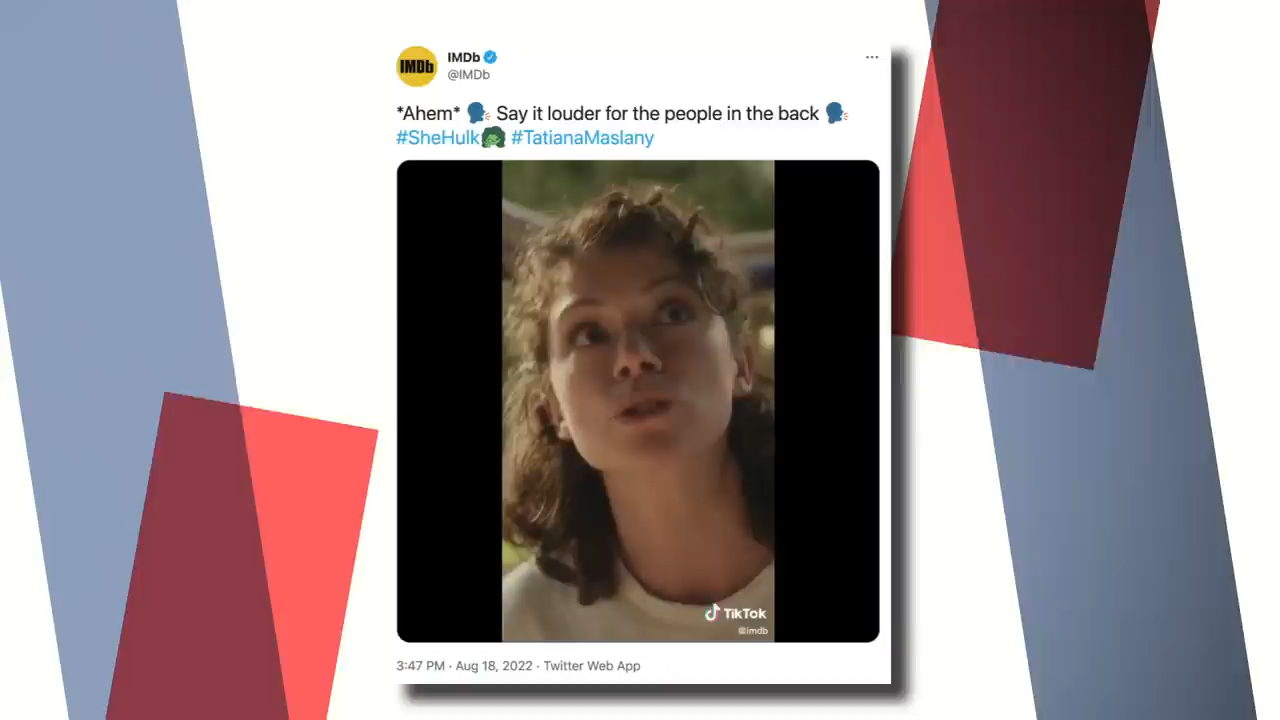 IMDb
IMDb
@IMDb
*Ahem* 🗣️ Say it louder for the people in the back 🗣️
#SheHulk #TatianaMaslany
TikTok
@imdb
3:47 PM · Aug 18, 2022 · Twitter Web App